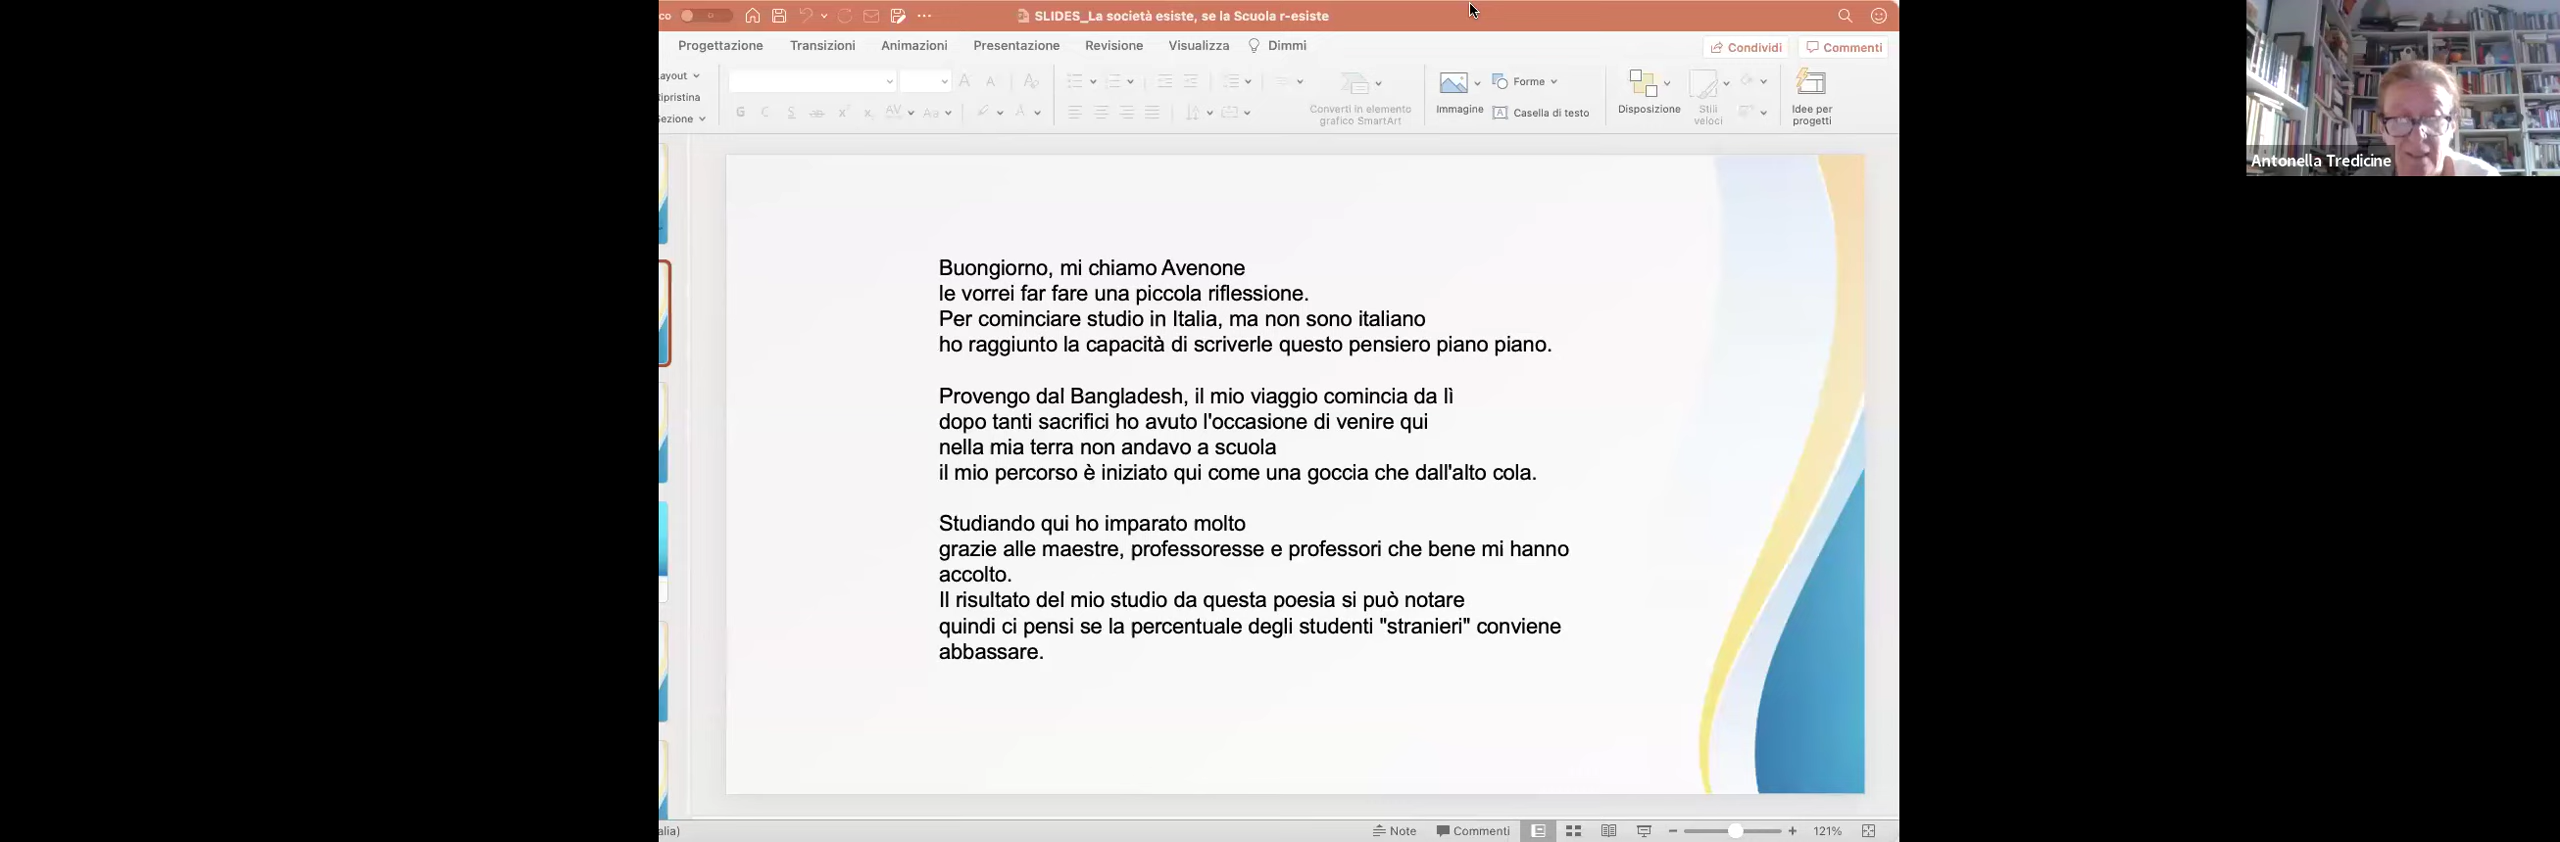 SLIDES_La società esiste, se la Scuola r-esiste
Progettazione Transizioni Animazioni Presentazione Revisione Visualizza Dimmi
Condividi Commenti
Forme
Immagine Casella di testo
Converti in elemento grafico SmartArt
Disposizione
Stili veloci
Idee per progetti
Antonella Tredicine
Buongiorno, mi chiamo Avenone
le vorrei far fare una piccola riflessione.
Per cominciare studio in Italia, ma non sono italiano
ho raggiunto la capacità di scriverle questo pensiero piano piano.
Provengo dal Bangladesh, il mio viaggio comincia da lì
dopo tanti sacrifici ho avuto l'occasione di venire qui
nella mia terra non andavo a scuola
il mio percorso è iniziato qui come una goccia che dall'alto cola.
Studiando qui ho imparato molto
grazie alle maestre, professoresse e professori che bene mi hanno
accolto.
Il risultato del mio studio da questa poesia si può notare
quindi ci pensi se la percentuale degli studenti "stranieri" conviene
abbassare.
Note Commenti 121%